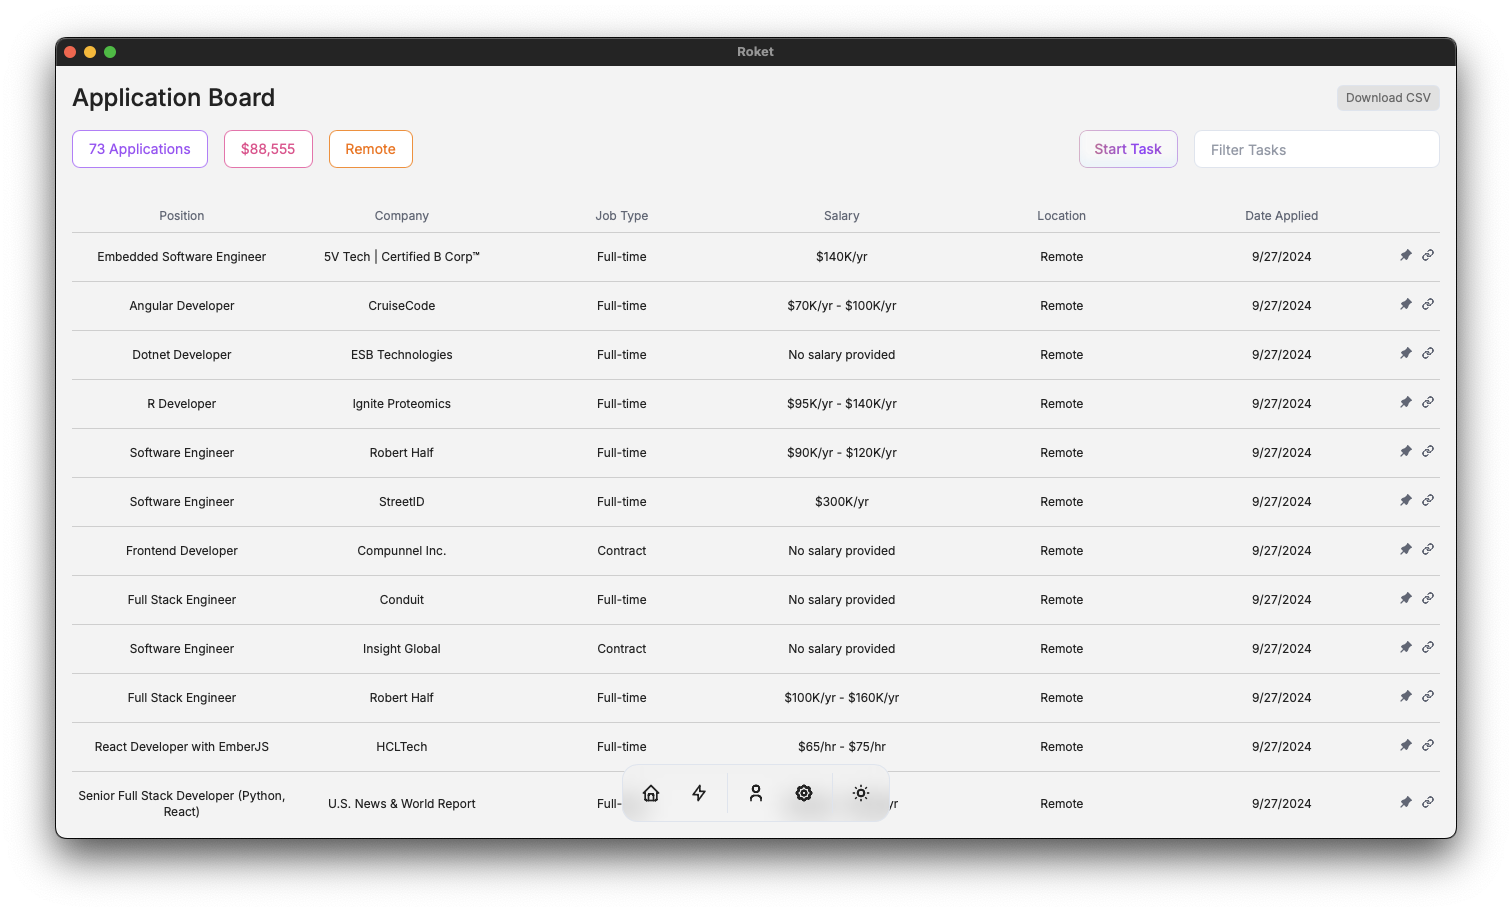 Roket
Application Board
Download CSV
73 Applications
$88,555
Remote
Start Task
Filter Tasks
Position Company Job Type Salary Location Date Applied
Embedded Software Engineer 5V Tech | Certified B Corp™ Full-time $140K/yr Remote 9/27/2024
Angular Developer CruiseCode Full-time $70K/yr - $100K/yr Remote 9/27/2024
Dotnet Developer ESB Technologies Full-time No salary provided Remote 9/27/2024
R Developer Ignite Proteomics Full-time $95K/yr - $140K/yr Remote 9/27/2024
Software Engineer Robert Half Full-time $90K/yr - $120K/yr Remote 9/27/2024
Software Engineer StreetID Full-time $300K/yr Remote 9/27/2024
Frontend Developer Compunnel Inc. Contract No salary provided Remote 9/27/2024
Full Stack Engineer Conduit Full-time No salary provided Remote 9/27/2024
Software Engineer Insight Global Contract No salary provided Remote 9/27/2024
Full Stack Engineer Robert Half Full-time $100K/yr - $160K/yr Remote 9/27/2024
React Developer with EmberJS HCLTech Full-time $65/hr - $75/hr Remote 9/27/2024
Senior Full Stack Developer (Python,
React) U.S. News & World Report Full- Remote 9/27/2024